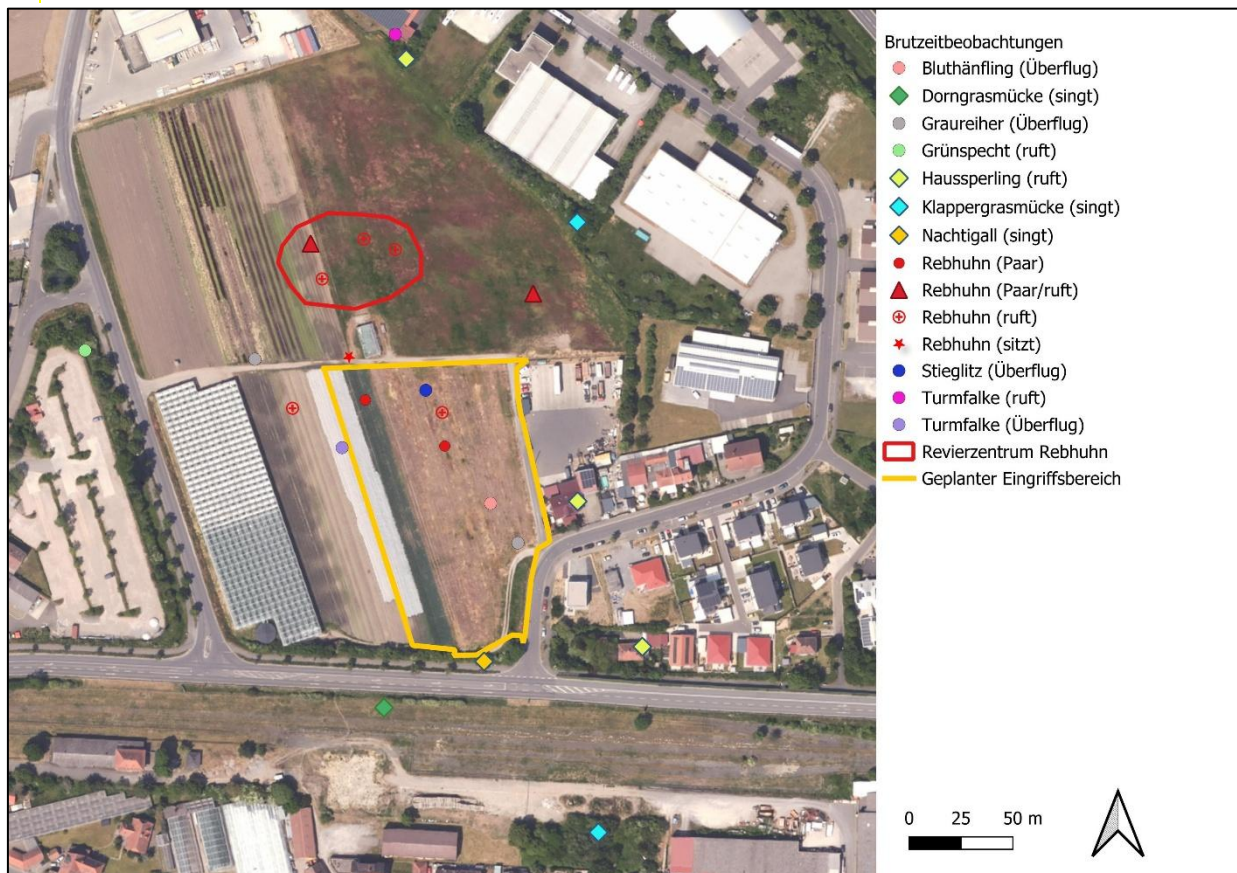 Brutzeitbeobachtungen
Bluthänfling (Überflug)
Dorngrasmücke (singt)
Graureiher (Überflug)
Grünspecht (ruft)
Haussperling (ruft)
Klappergrasmücke (singt)
Nachtigall (singt)
Rebhuhn (Paar)
Rebhuhn (Paar/ruft)
Rebhuhn (ruft)
Rebhuhn (sitzt)
Stieglitz (Überflug)
Turmfalke (ruft)
Turmfalke (Überflug)
Revierzentrum Rebhuhn
Geplanter Eingriffsbereich
0 25 50 m